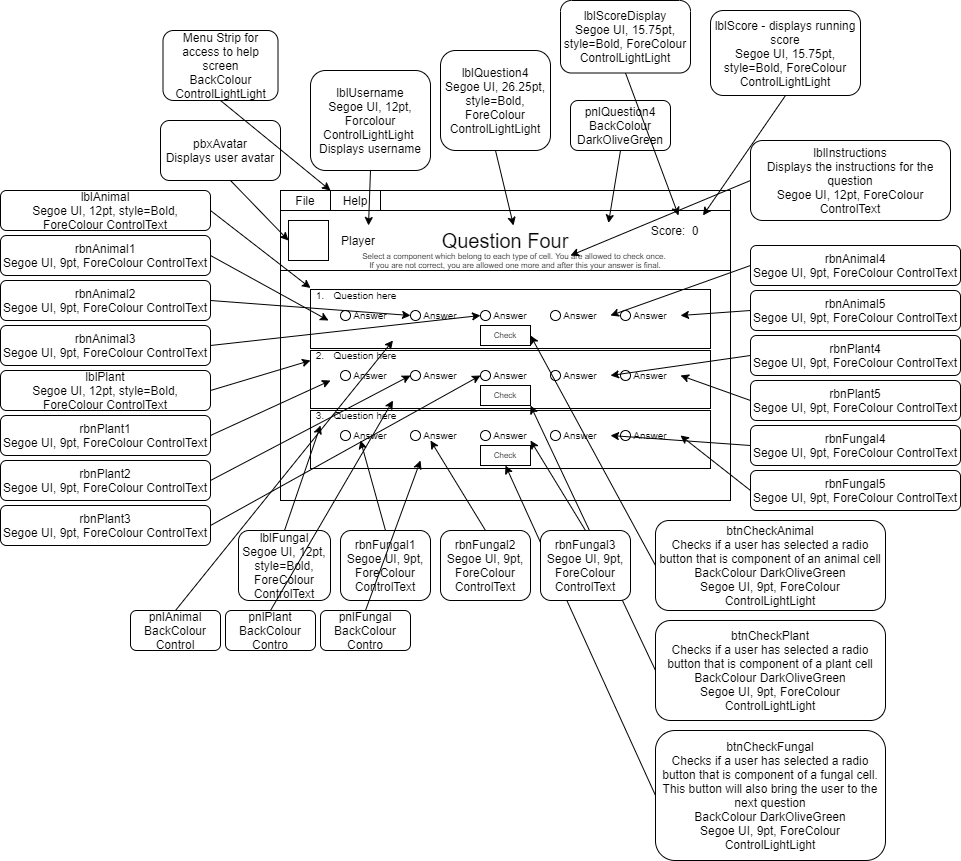 lblScoreDisplay
Segoe UI, 15.75pt,
style=Bold, ForeColour
ControlLightLight
lblScore - displays running
score
Segoe UI, 15.75pt,
style=Bold, ForeColour
ControlLightLight
Menu Strip for
access to help
screen
BackColour
ControlLightLight
lblUsername
Segoe UI, 12pt,
Forcolour
ControlLightLight
Displays username
lblQuestion4
Segoe UI, 26.25pt,
style=Bold,
ForeColour
ControlLightLight
pnlQuestion4
BackColour
DarkOliveGreen
pbxAvatar
Displays user avatar
lblInstructions
Displays the instructions for the
question
Segoe UI, 12pt, ForeColour
ControlText
lblAnimal
Segoe UI, 12pt, style=Bold,
ForeColour ControlText
rbnAnimal1
Segoe UI, 9pt, ForeColour ControlText
rbnAnimal2
Segoe UI, 9pt, ForeColour ControlText
rbnAnimal3
Segoe UI, 9pt, ForeColour ControlText
lblPlant
Segoe UI, 12pt, style=Bold,
ForeColour ControlText
rbnPlant1
Segoe UI, 9pt, ForeColour ControlText
rbnPlant2
Segoe UI, 9pt, ForeColour ControlText
rbnPlant3
Segoe UI, 9pt, ForeColour ControlText
File Help
Player
Question Four
Score: 0
Select a component which belong to each type of cell. You are allowed to check once.
If you are not correct, you are allowed one more and after this your answer is final.
1. Question here
Answer Answer Answer Answer Answer
Check
2. Question here
Answer Answer Answer Answer Answer
Check
3. Question here
Answer Answer Answer Answer Answer
Check
rbnAnimal4
Segoe UI, 9pt, ForeColour ControlText
rbnAnimal5
Segoe UI, 9pt, ForeColour ControlText
rbnPlant4
Segoe UI, 9pt, ForeColour ControlText
rbnPlant5
Segoe UI, 9pt, ForeColour ControlText
rbnFungal4
Segoe UI, 9pt, ForeColour ControlText
rbnFungal5
Segoe UI, 9pt, ForeColour ControlText
lblFungal
Segoe UI, 12pt,
style=Bold,
ForeColour
ControlText
rbnFungal1
Segoe UI, 9pt,
ForeColour
ControlText
rbnFungal2
Segoe UI, 9pt,
ForeColour
ControlText
rbnFungal3
Segoe UI, 9pt,
ForeColour
ControlText
pnlAnimal
BackColour
Control
pnlPlant
BackColour
Contro
pnlFungal
BackColour
Contro
btnCheckAnimal
Checks if a user has selected a radio
button that is component of an animal cell
BackColour DarkOliveGreen
Segoe UI, 9pt, ForeColour
ControlLightLight
btnCheckPlant
Checks if a user has selected a radio
button that is component of a plant cell
BackColour DarkOliveGreen
Segoe UI, 9pt, ForeColour
ControlLightLight
btnCheckFungal
Checks if a user has selected a radio
button that is component of a fungal cell.
This button will also bring the user to the
next question
BackColour DarkOliveGreen
Segoe UI, 9pt, ForeColour
ControlLightLight